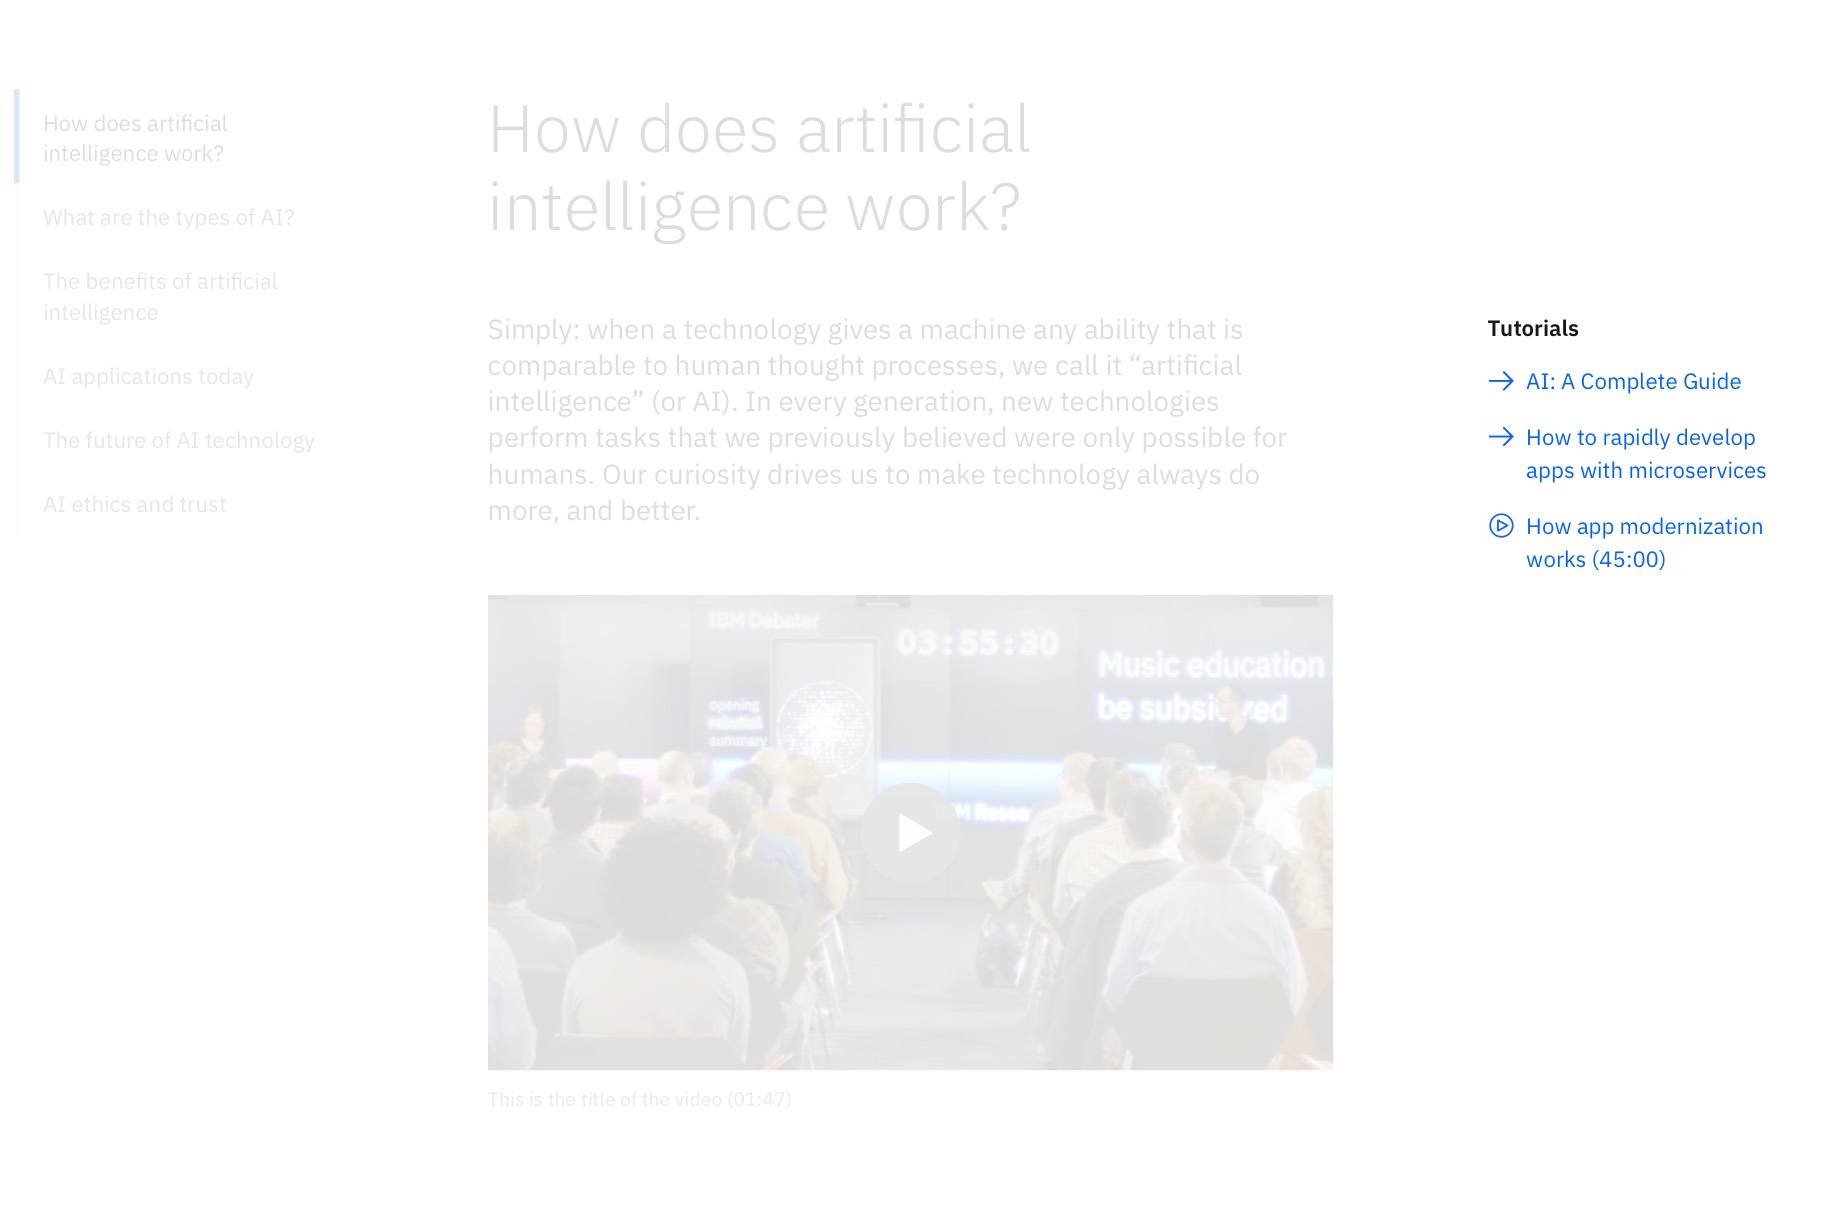 How does artificial
intelligence work?
What are the types of AI?
The benefits of artificial
intelligence
AI applications today
The future of AI technology
AI ethics and trust
How does artificial
intelligence work?
Simply: when a technology gives a machine any ability that is
comparable to human thought processes, we call it “artificial
intelligence” (or AI). In every generation, new technologies
perform tasks that we previously believed were only possible for
humans. Our curiosity drives us to make technology always do
more, and better.
IBM Debater
03:55:30
Music education
be subsidized
opening
rebuttal
summary
This is the title of the video (01:47)
Tutorials
AI: A Complete Guide
How to rapidly develop
apps with microservices
How app modernization
works (45:00)